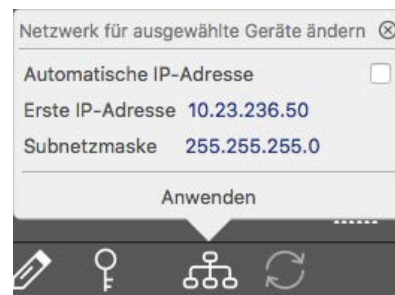 Netzwerk für ausgewählte Geräte ändern
Automatische IP-Adresse
Erste IP-Adresse 10.23.236.50
Subnetzmaske 255.255.255.0
Anwenden